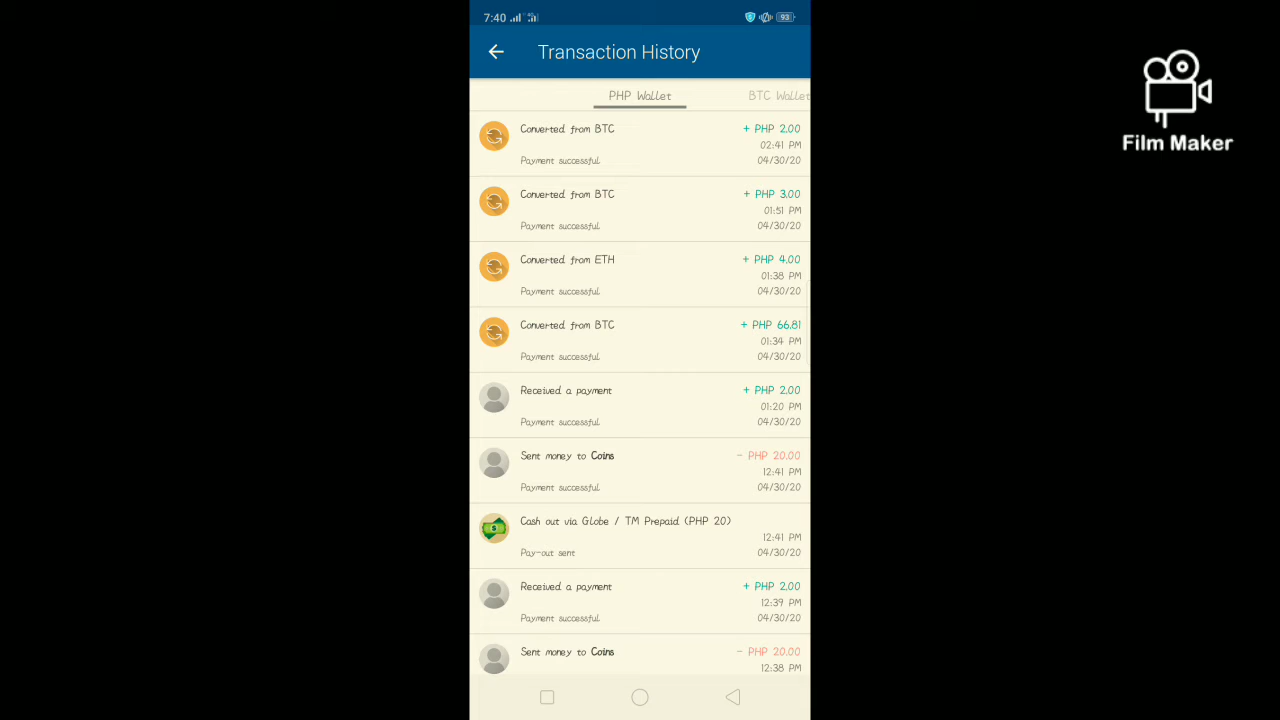 7:40
93
Transaction History
PHP Wallet
BTC Wallet
Converted from BTC
+ PHP 2.00
02:41 PM
Payment successful
04/30/20
Converted from BTC
+ PHP 3.00
01:51 PM
Payment successful
04/30/20
Converted from ETH
+ PHP 4.00
01:38 PM
Payment successful
04/30/20
Converted from BTC
+ PHP 66.81
01:34 PM
Payment successful
04/30/20
Received a payment
+ PHP 2.00
01:20 PM
Payment successful
04/30/20
Sent money to Coins
- PHP 20.00
12:41 PM
Payment successful
04/30/20
Cash out via Globe / TM Prepaid (PHP 20)
12:41 PM
Pay-out sent
04/30/20
Received a payment
+ PHP 2.00
12:39 PM
Payment successful
04/30/20
Sent money to Coins
- PHP 20.00
12:38 PM
Film Maker